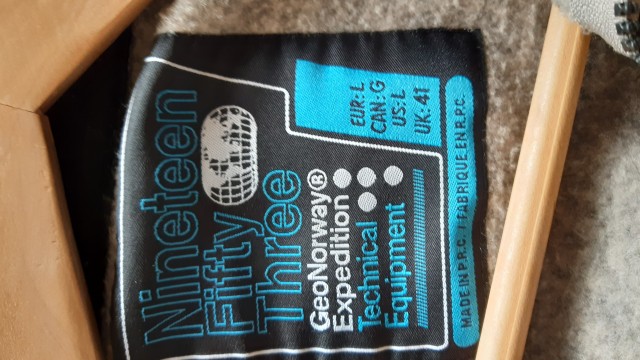 Nineteen
Fifty
Three
GeoNorway®
Expedition
Technical
Equipment
EUR: L
CAN: G
US: L
UK: 41
MADE IN P.R.C. / FABRIQUE EN R.P.C.